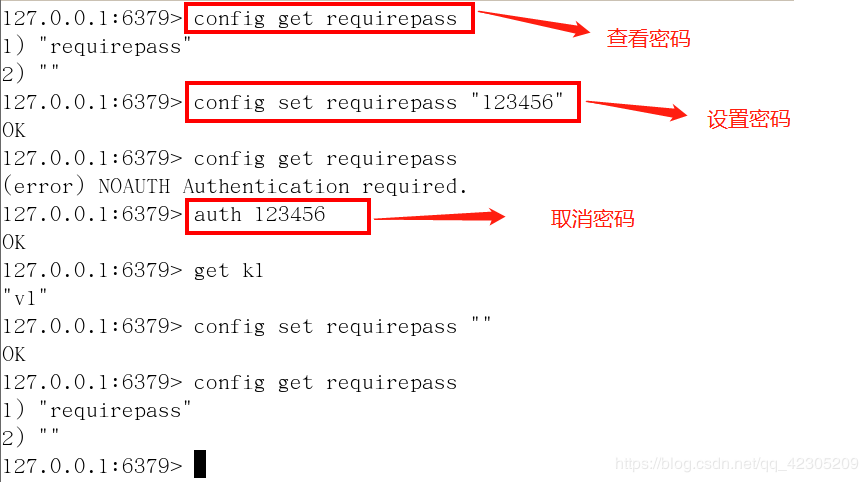 127.0.0.1:6379> config get requirepass
查看密码
1) "requirepass"
2) ""
127.0.0.1:6379> config set requirepass "123456"
设置密码
OK
127.0.0.1:6379> config get requirepass
(error) NOAUTH Authentication required.
127.0.0.1:6379> auth 123456
取消密码
OK
127.0.0.1:6379> get k1
"v1"
127.0.0.1:6379> config set requirepass ""
OK
127.0.0.1:6379> config get requirepass
1) "requirepass"
2) ""
127.0.0.1:6379>
https://blog.csdn.net/qq_42305209